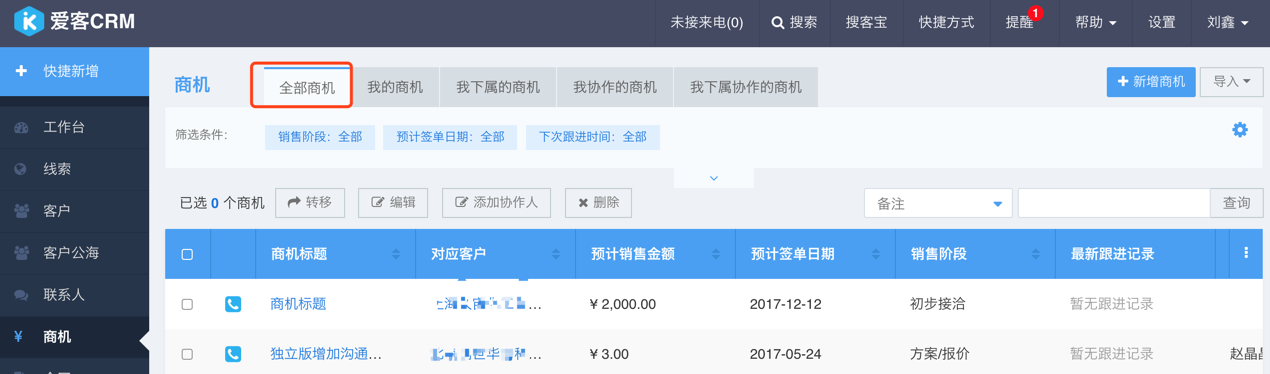 爱客CRM 未接来电(0) 搜索 搜客宝 快捷方式 提醒 1 帮助 设置 刘鑫
快捷新增
商机 全部商机 我的商机 我下属的商机 我协作的商机 我下属协作的商机 新增商机 导入
工作台
筛选条件: 销售阶段: 全部 预计签单日期: 全部 下次跟进时间: 全部
线索
客户
已选 0 个商机 转移 编辑 添加协作人 删除 备注 查询
客户公海
商机标题 对应客户 预计销售金额 预计签单日期 销售阶段 最新跟进记录
联系人
商机标题 ... ¥ 2,000.00 2017-12-12 初步接洽 暂无跟进记录
¥ 商机
独立版增加沟通... ... ¥ 3.00 2017-05-24 方案/报价 暂无跟进记录 赵晶